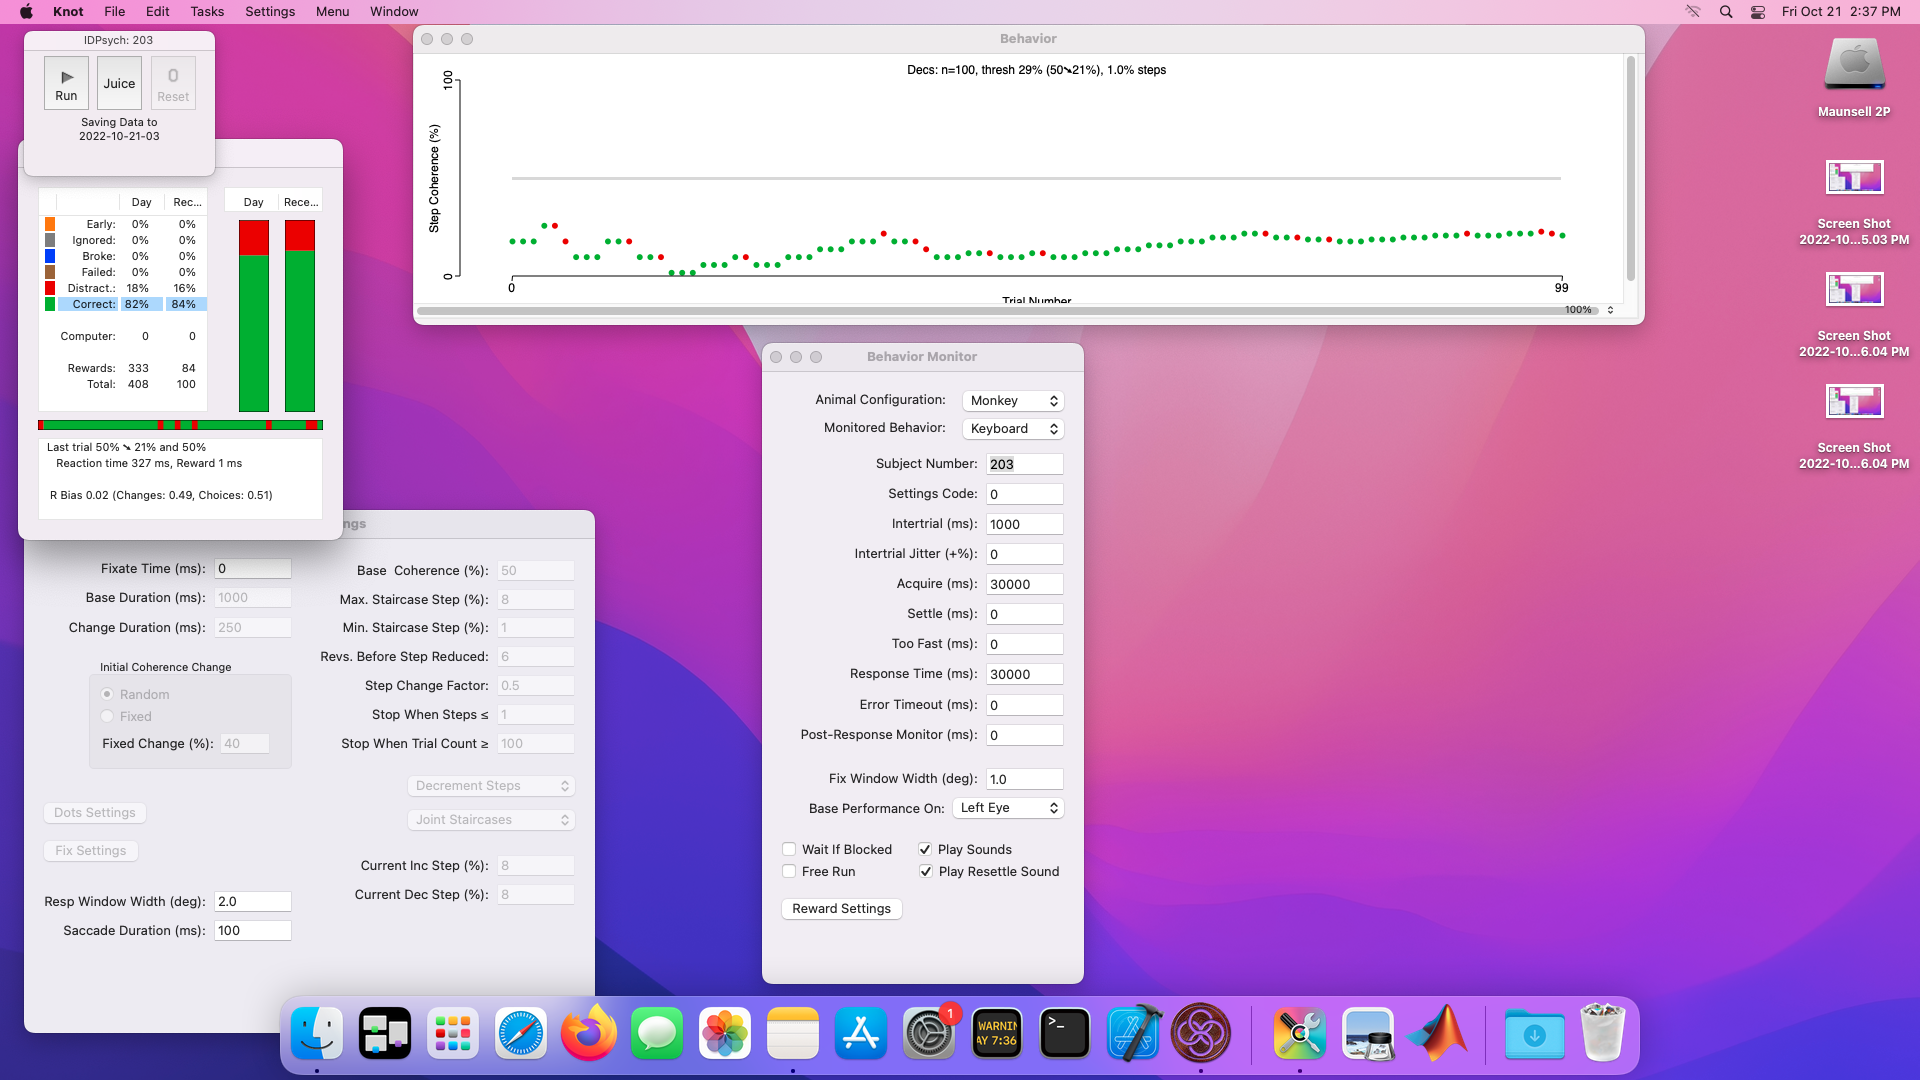 Knot File Edit Tasks Settings Menu Window
Fri Oct 21 2:37 PM
IDPsych: 203
Run
Juice
0
Reset
Saving Data to
2022-10-21-03
Day Rec...
Early: 0% 0%
Ignored: 0% 0%
Broke: 0% 0%
Failed: 0% 0%
Distract.: 18% 16%
Correct: 82% 84%
Computer: 0 0
Rewards: 333 84
Total: 408 100
Day Rece...
Last trial 50% ➘ 21% and 50%
Reaction time 327 ms, Reward 1 ms
R Bias 0.02 (Changes: 0.49, Choices: 0.51)
ngs
Fixate Time (ms): 0
Base Duration (ms): 1000
Change Duration (ms): 250
Initial Coherence Change
Random
Fixed
Fixed Change (%): 40
Dots Settings
Fix Settings
Resp Window Width (deg): 2.0
Saccade Duration (ms): 100
Base Coherence (%): 50
Max. Staircase Step (%): 8
Min. Staircase Step (%): 1
Revs. Before Step Reduced: 6
Step Change Factor: 0.5
Stop When Steps ≤ 1
Stop When Trial Count ≥ 100
Decrement Steps
Joint Staircases
Current Inc Step (%): 8
Current Dec Step (%): 8
Behavior
Decs: n=100, thresh 29% (50➘21%), 1.0% steps
Step Coherence (%)
100
0
0
99
Trial Number
100%
Behavior Monitor
Animal Configuration: Monkey
Monitored Behavior: Keyboard
Subject Number: 203
Settings Code: 0
Intertrial (ms): 1000
Intertrial Jitter (+%): 0
Acquire (ms): 30000
Settle (ms): 0
Too Fast (ms): 0
Response Time (ms): 30000
Error Timeout (ms): 0
Post-Response Monitor (ms): 0
Fix Window Width (deg): 1.0
Base Performance On: Left Eye
Wait If Blocked
Play Sounds
Free Run
Play Resettle Sound
Reward Settings
Maunsell 2P
Screen Shot
2022-10...5.03 PM
Screen Shot
2022-10...6.04 PM
Screen Shot
2022-10...6.04 PM
1
WARNIN
AY 7:36
>_